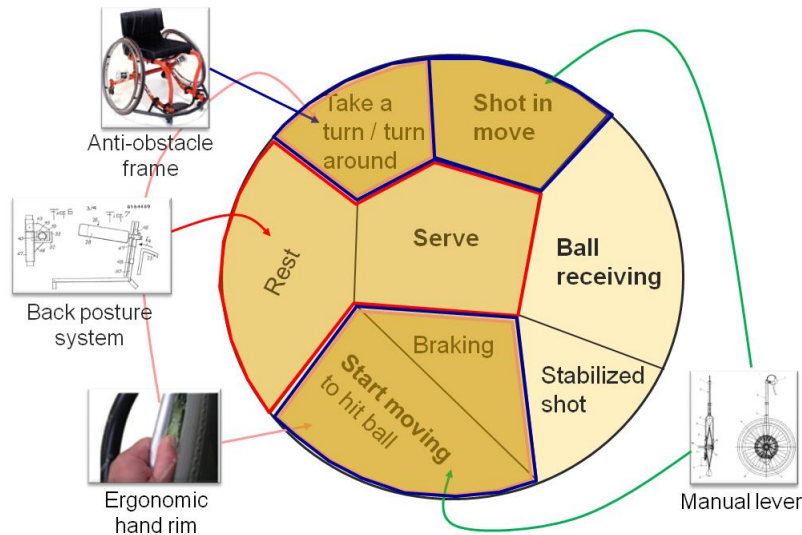 Anti-obstacle
frame
Take a
turn / turn
around
Shot in
move
Back posture
system
Rest
Serve
Ball
receiving
Braking
Start moving
to hit ball
Stabilized
shot
Ergonomic
hand rim
Manual lever